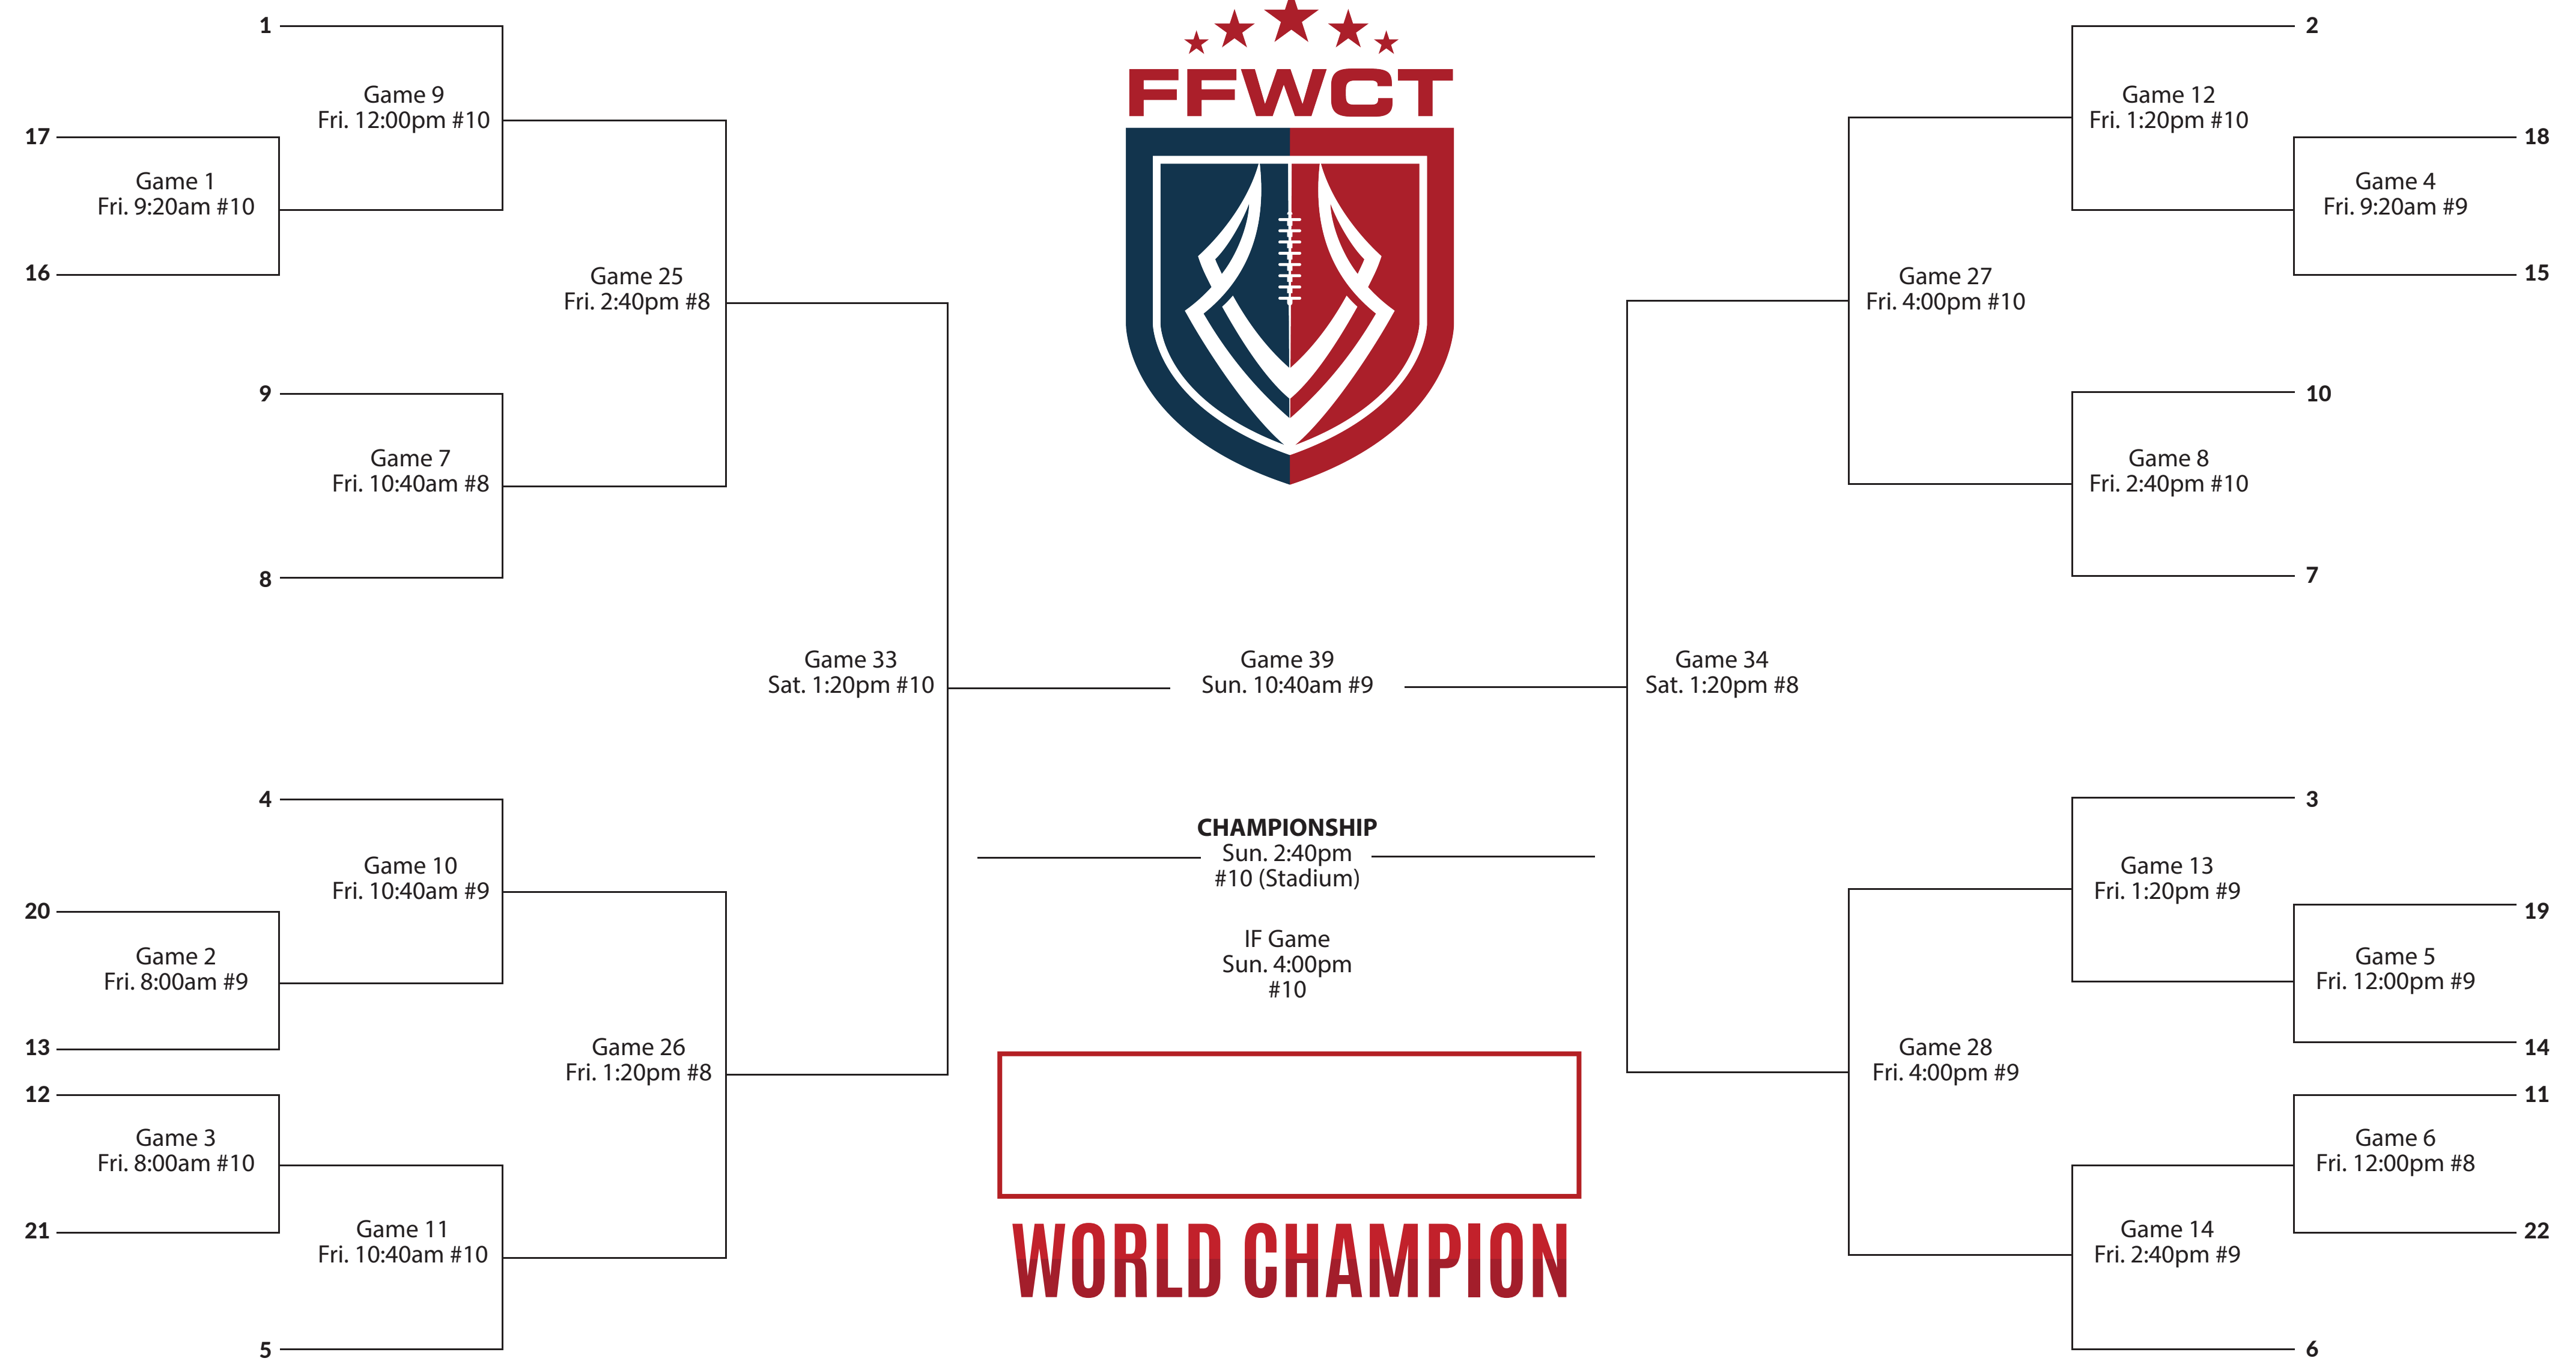 1
Game 9
Fri. 12:00pm #10
17
Game 1
Fri. 9:20am #10
16
Game 25
Fri. 2:40pm #8
9
Game 7
Fri. 10:40am #8
8
Game 33
Sat. 1:20pm #10
4
Game 10
Fri. 10:40am #9
20
Game 2
Fri. 8:00am #9
13
12
Game 26
Fri. 1:20pm #8
Game 3
Fri. 8:00am #10
21
Game 11
Fri. 10:40am #10
5
FFWCT
Game 39
Sun. 10:40am #9
CHAMPIONSHIP
Sun. 2:40pm
#10 (Stadium)
IF Game
Sun. 4:00pm
#10
WORLD CHAMPION
2
Game 12
Fri. 1:20pm #10
18
Game 4
Fri. 9:20am #9
15
Game 27
Fri. 4:00pm #10
10
Game 8
Fri. 2:40pm #10
7
Game 34
Sat. 1:20pm #8
3
Game 13
Fri. 1:20pm #9
19
Game 5
Fri. 12:00pm #9
14
Game 28
Fri. 4:00pm #9
11
Game 6
Fri. 12:00pm #8
22
Game 14
Fri. 2:40pm #9
6